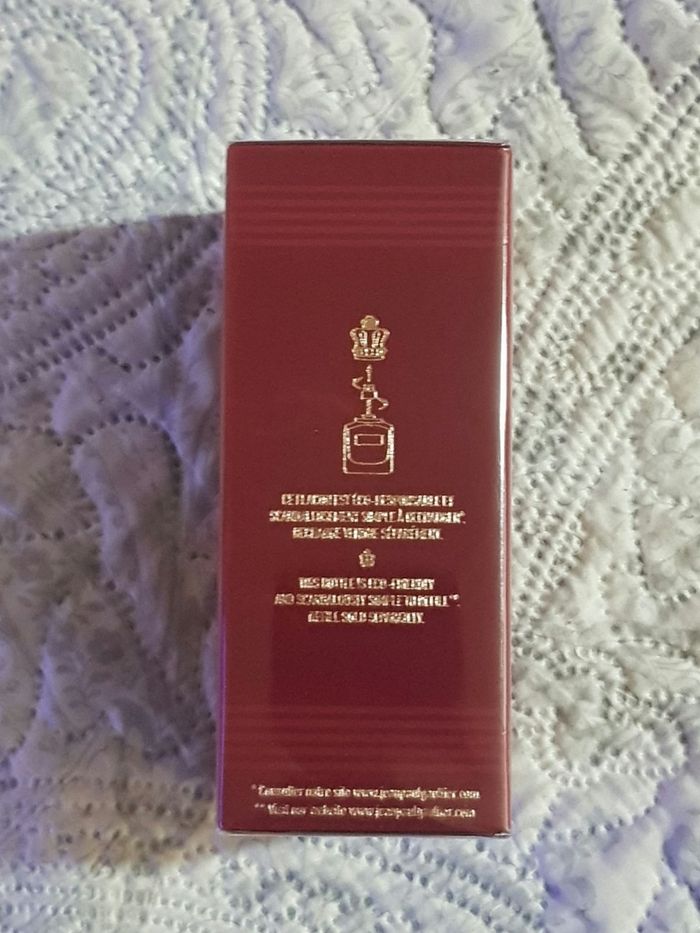 CE FLACON EST ÉCO-RESPONSABLE ET
SCANDALEUSEMENT SIMPLE À RECHARGER*.
RECHARGE VENDUE SÉPARÉMENT.
THIS BOTTLE IS ECO-FRIENDLY
AND SCANDALOUSLY SIMPLE TO REFILL**.
REFILL SOLD SEPARATELY.
* Consulter notre site www.jeanpaulgaultier.com
** Visit our website www.jeanpaulgaultier.com